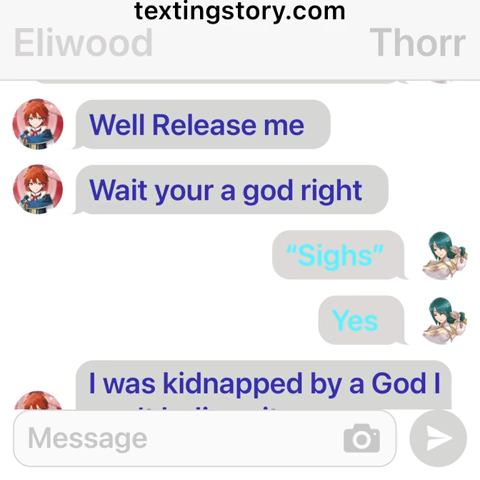 textingstory.com
Eliwood
Thorr
Well Release me
Wait your a god right
“Sighs”
Yes
I was kidnapped by a God I
Message